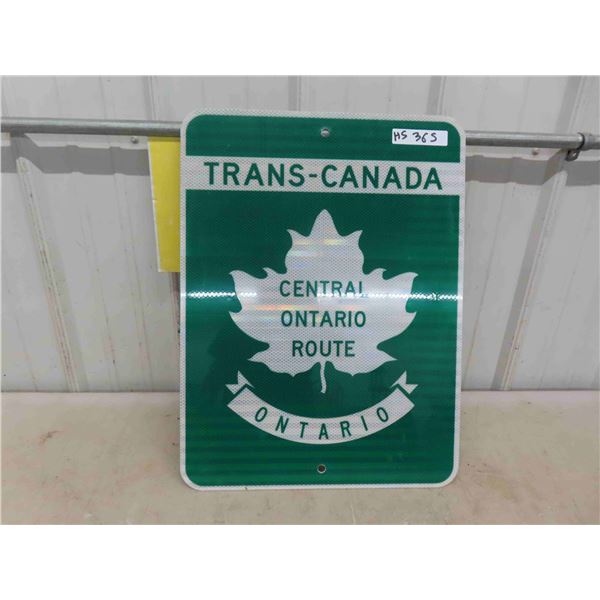 HS 365
TRANS-CANADA
CENTRAL
ONTARIO
ROUTE
ONTARIO